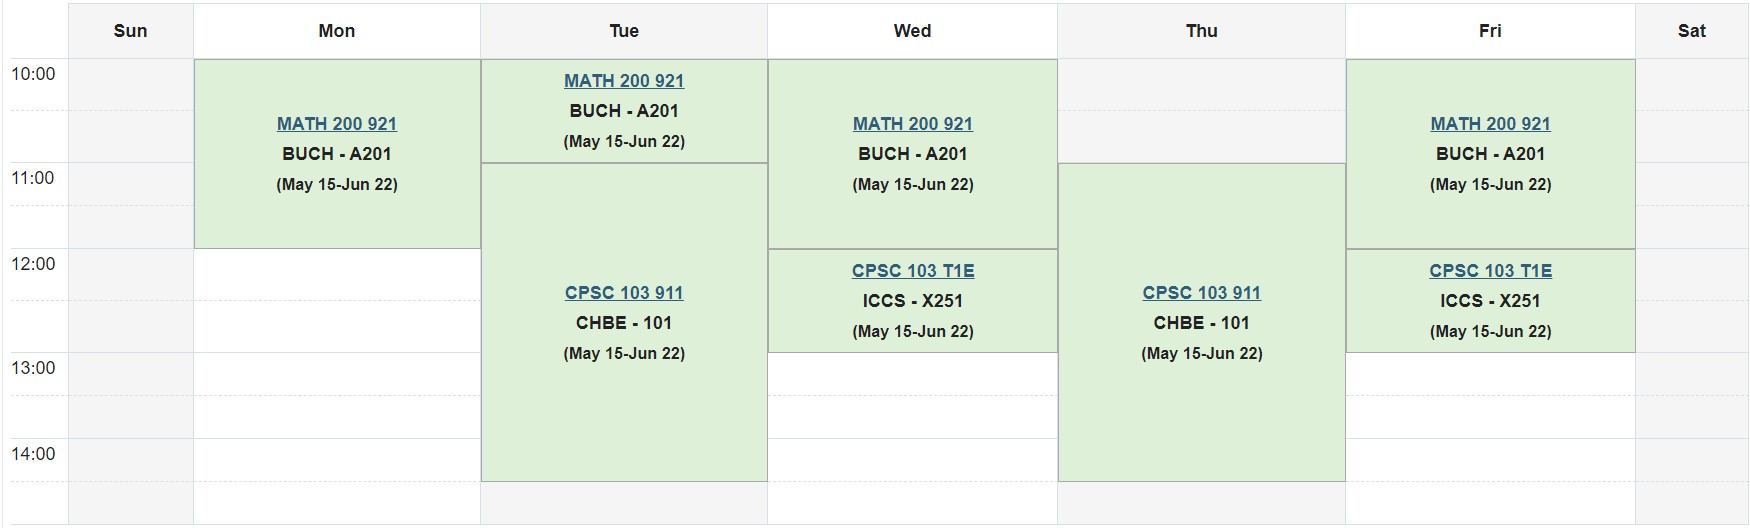 Sun
Mon
Tue
Wed
Thu
Fri
Sat
10:00
MATH 200 921
BUCH - A201
(May 15-Jun 22)
MATH 200 921
BUCH - A201
(May 15-Jun 22)
MATH 200 921
BUCH - A201
(May 15-Jun 22)
MATH 200 921
BUCH - A201
(May 15-Jun 22)
11:00
CPSC 103 911
CHBE - 101
(May 15-Jun 22)
CPSC 103 911
CHBE - 101
(May 15-Jun 22)
12:00
CPSC 103 T1E
ICCS - X251
(May 15-Jun 22)
CPSC 103 T1E
ICCS - X251
(May 15-Jun 22)
13:00
14:00